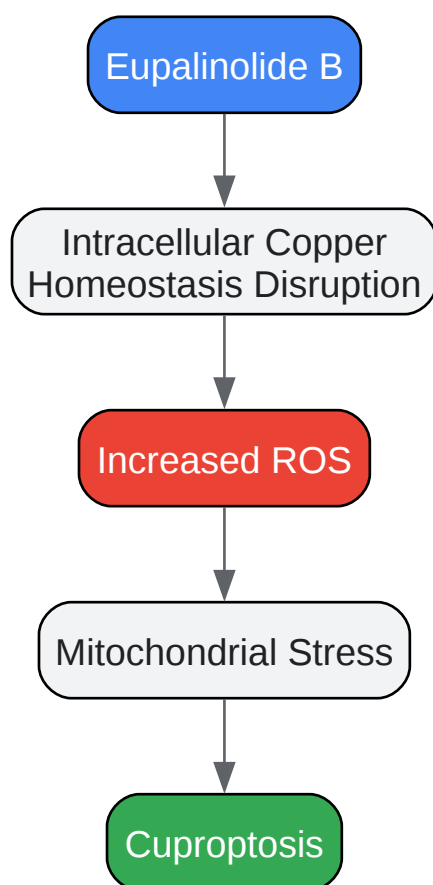 Eupalinolide B
Intracellular Copper
Homeostasis Disruption
Increased ROS
Mitochondrial Stress
Cuproptosis